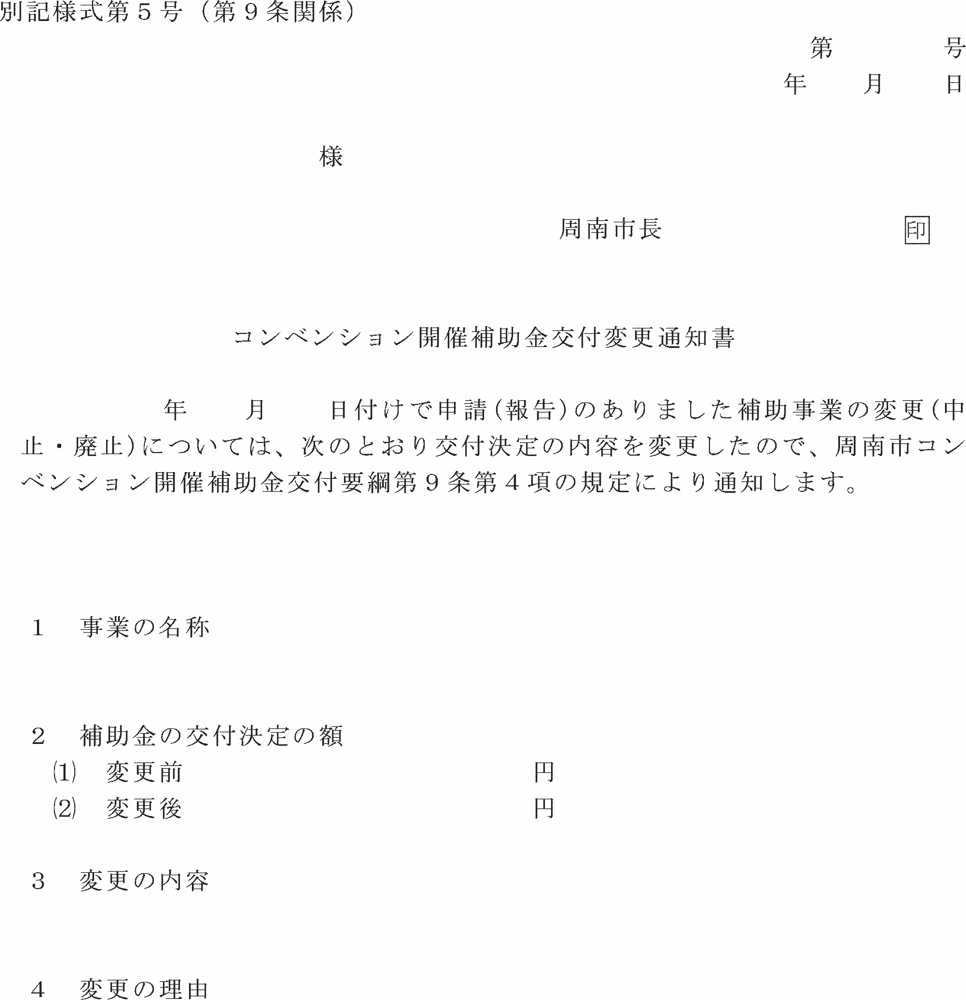 別記様式第5号（第9条関係）
第　　　　号
年　　月　　日
様
周南市長　　　　　　　　　印
コンベンション開催補助金交付変更通知書
年　　月　　日付けで申請(報告)のありました補助事業の変更(中
止・廃止)については、次のとおり交付決定の内容を変更したので、周南市コン
ベンション開催補助金交付要綱第9条第4項の規定により通知します。
1　事業の名称
2　補助金の交付決定の額
⑴　変更前　　　　　　　　　　　　　円
⑵　変更後　　　　　　　　　　　　　円
3　変更の内容
4　変更の理由